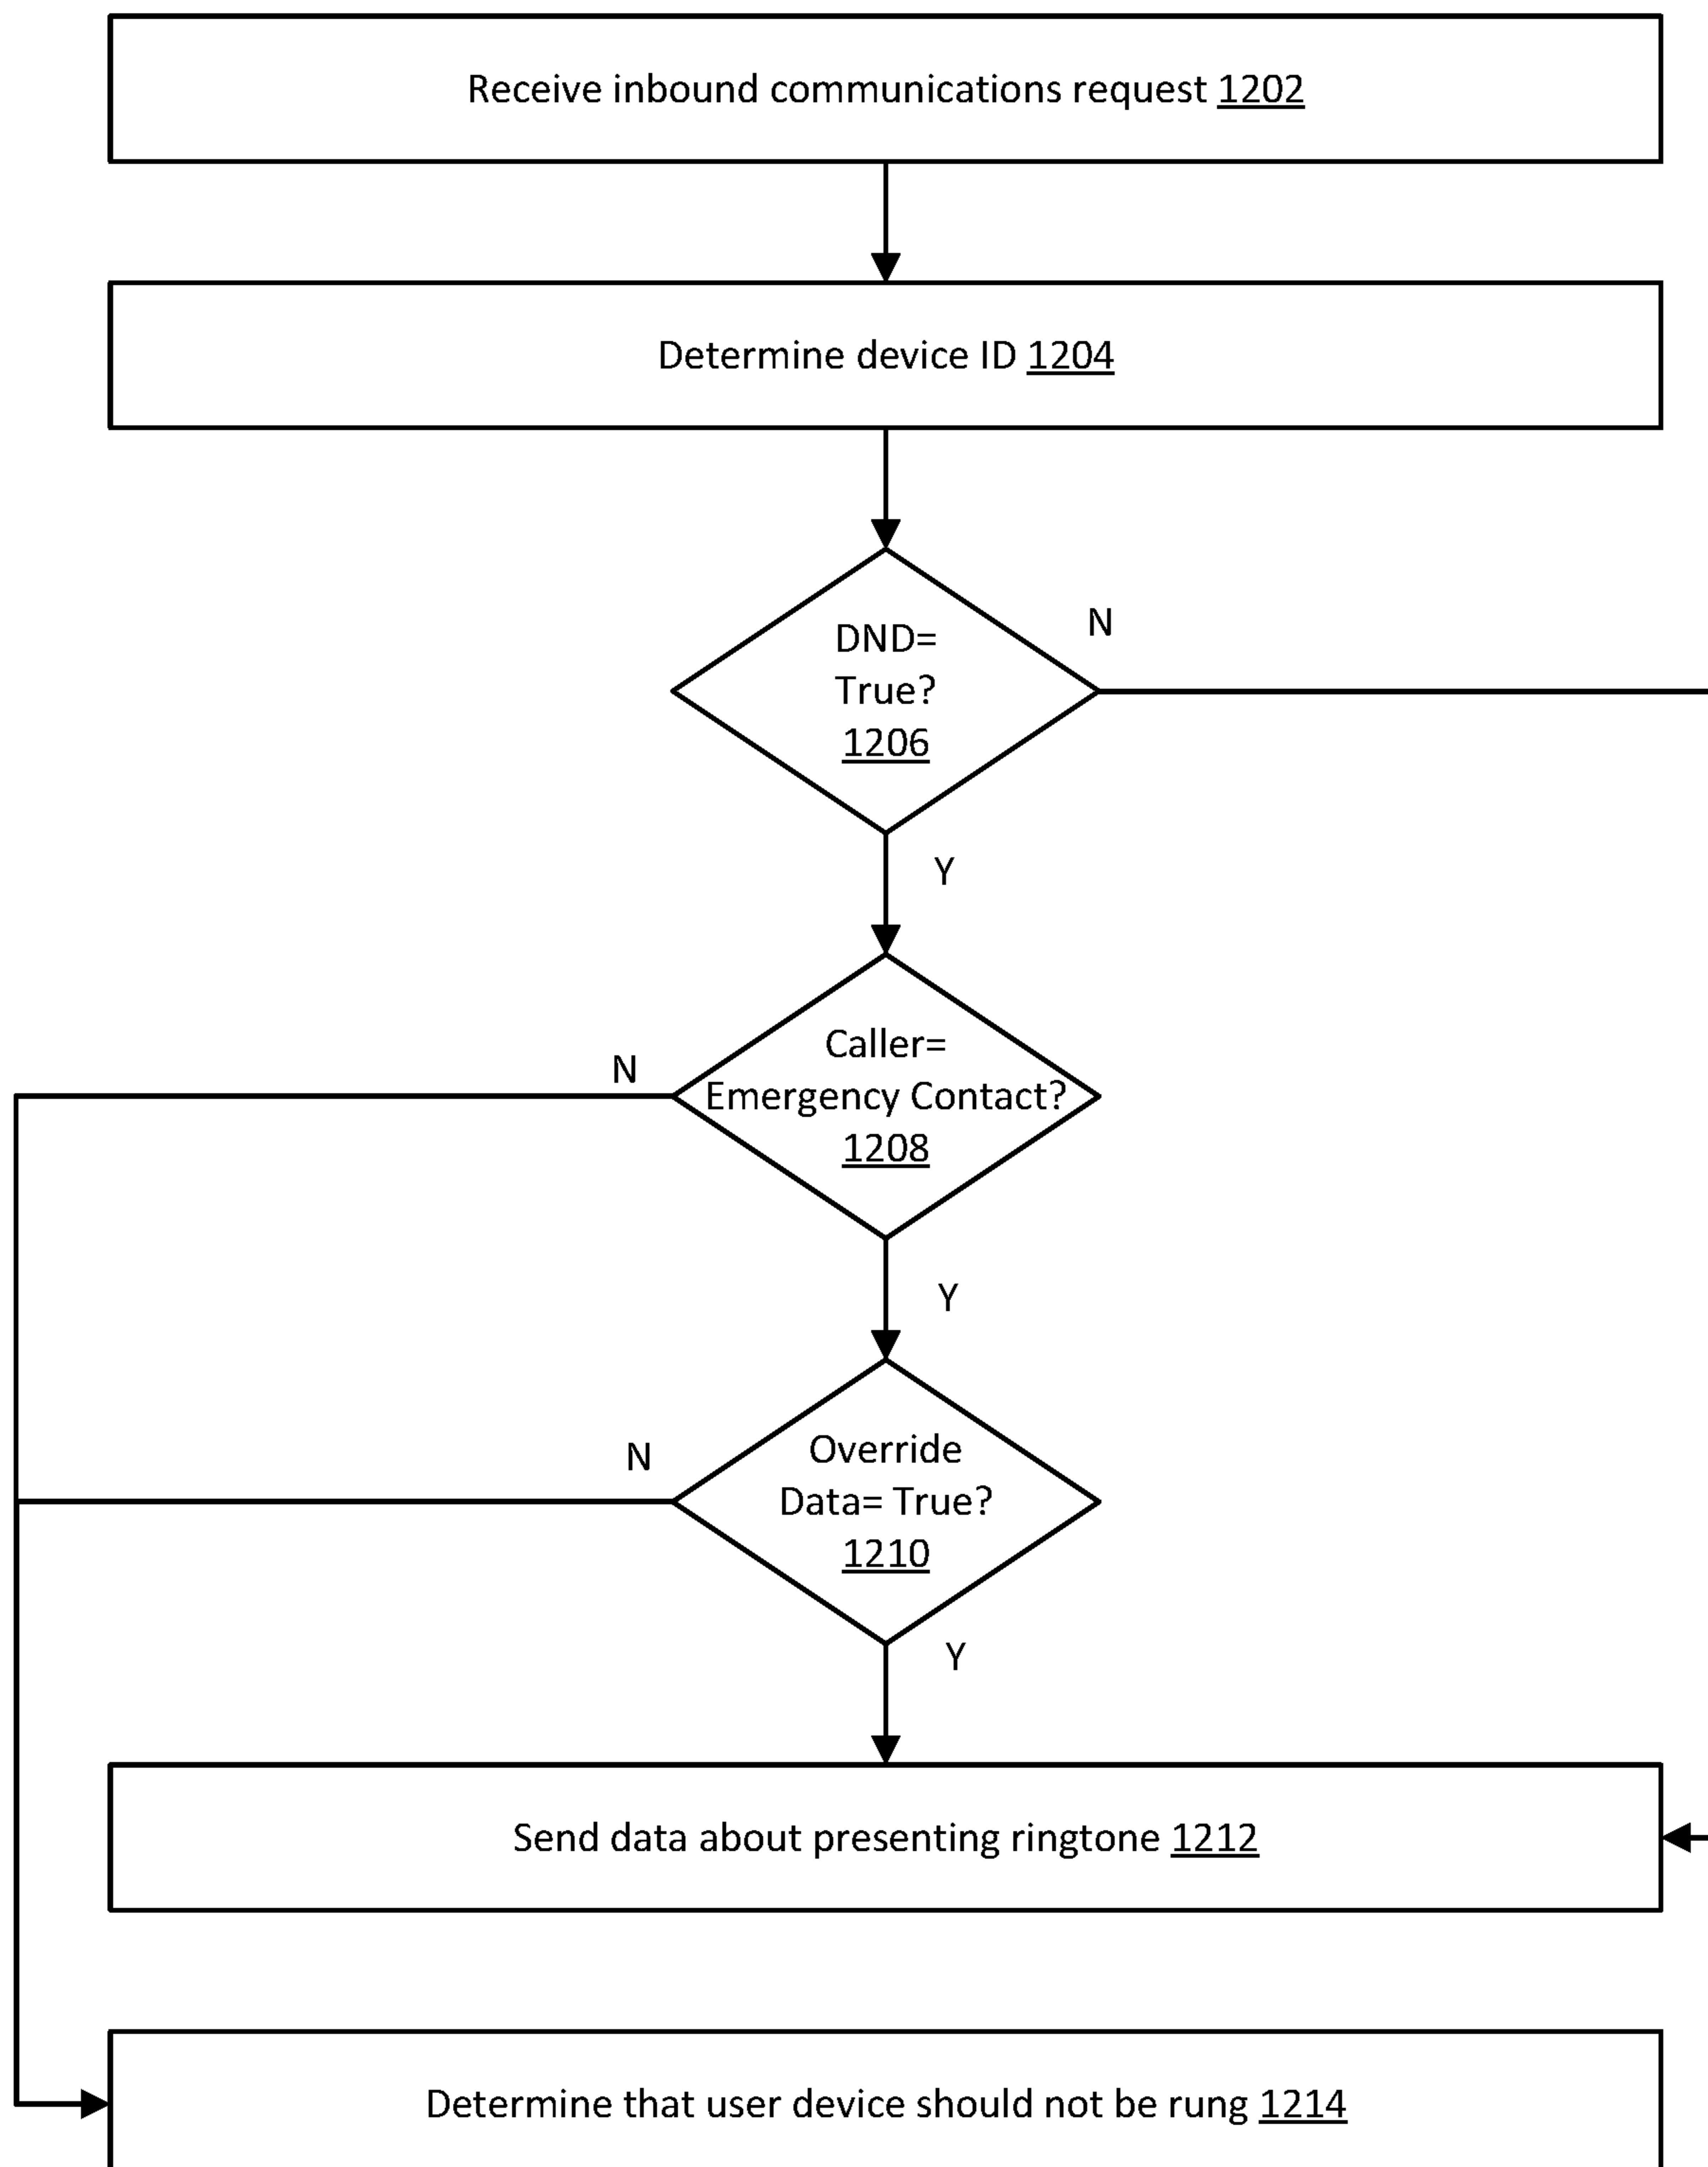 Receive inbound communications request 1202
Determine device ID 1204
DND=
True?
1206
N
Y
Caller=
Emergency Contact?
1208
N
Y
Override
Data= True?
1210
N
Y
Send data about presenting ringtone 1212
Determine that user device should not be rung 1214